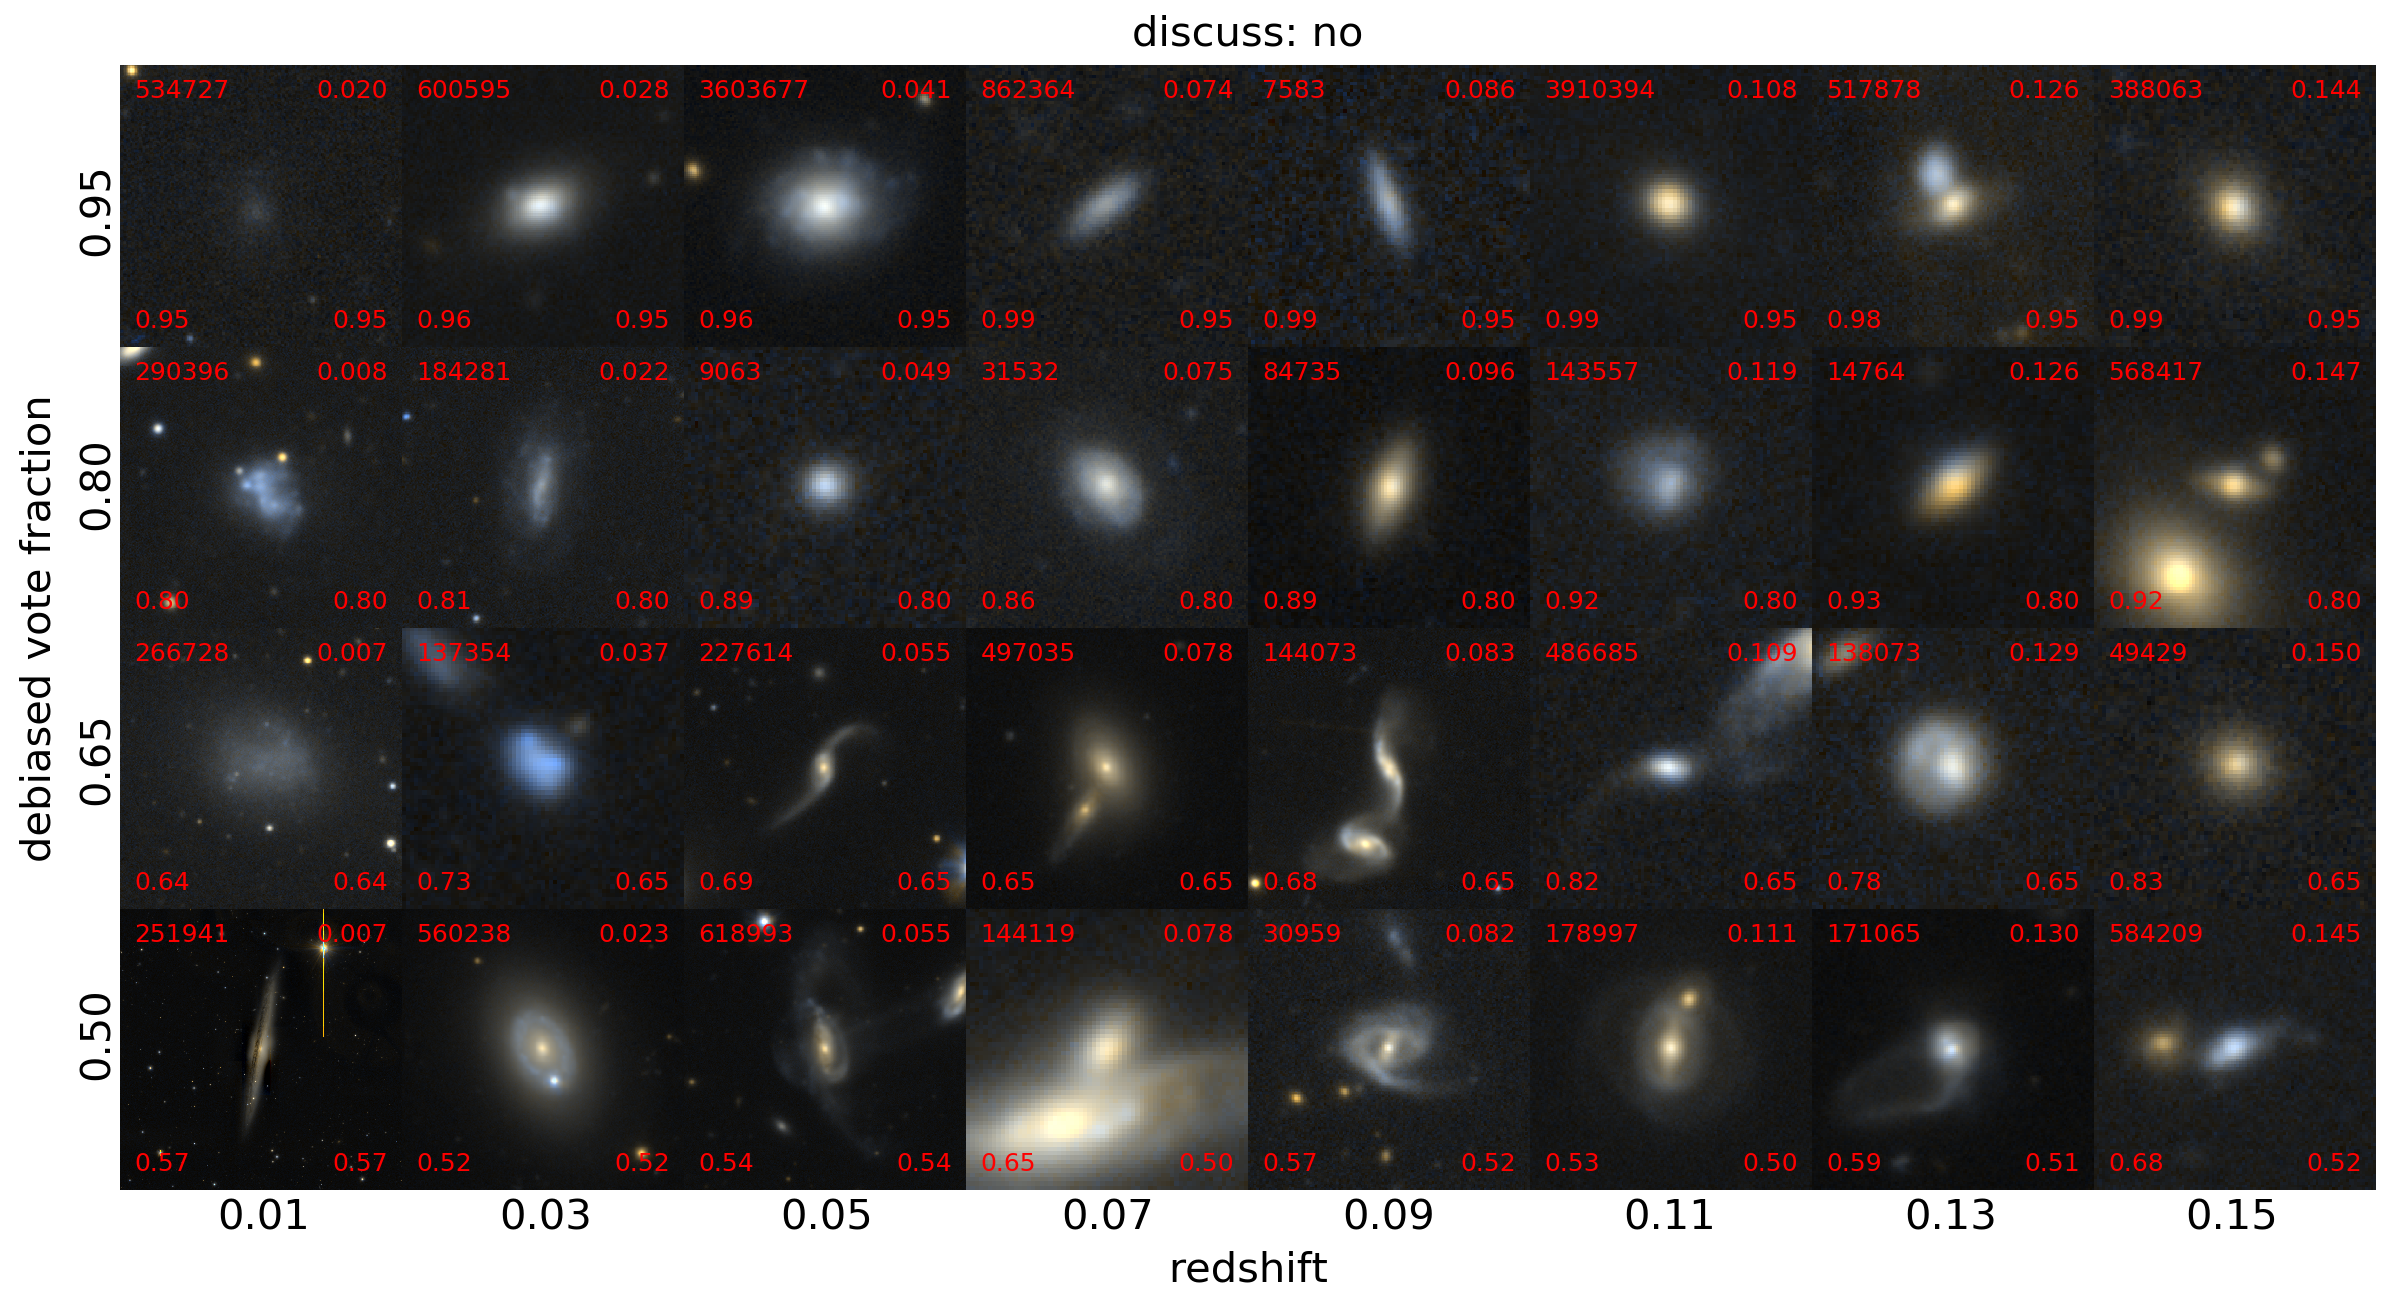 discuss: no
debiased vote fraction
0.95
534727 0.020 600595 0.028 3603677 0.041 862364 0.074 7583 0.086 3910394 0.108 517878 0.126 388063 0.144
0.95 0.95 0.96 0.95 0.96 0.95 0.99 0.95 0.99 0.95 0.99 0.95 0.98 0.95 0.99 0.95
0.80
290396 0.008 184281 0.022 9063 0.049 31532 0.075 84735 0.096 143557 0.119 14764 0.126 568417 0.147
0.80 0.80 0.81 0.80 0.89 0.80 0.86 0.80 0.89 0.80 0.92 0.80 0.93 0.80 0.92 0.80
0.65
266728 0.007 137354 0.037 227614 0.055 497035 0.078 144073 0.083 486685 0.109 138073 0.129 49429 0.150
0.64 0.64 0.73 0.65 0.69 0.65 0.65 0.65 0.68 0.65 0.82 0.65 0.78 0.65 0.83 0.65
0.50
251941 0.007 560238 0.023 618993 0.055 144119 0.078 30959 0.082 178997 0.111 171065 0.130 584209 0.145
0.57 0.57 0.52 0.52 0.54 0.54 0.65 0.50 0.57 0.52 0.53 0.50 0.59 0.51 0.68 0.52
0.01 0.03 0.05 0.07 0.09 0.11 0.13 0.15
redshift